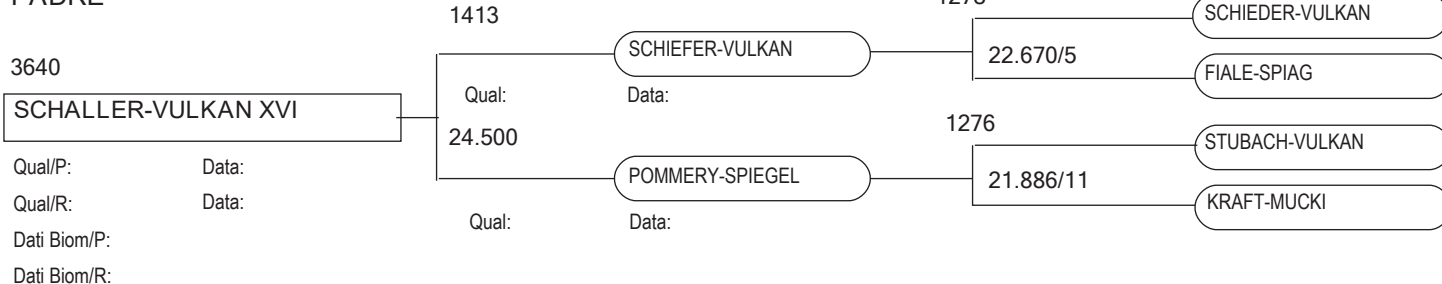 PADRE
1413
SCHIEDER-VULKAN
SCHIEFER-VULKAN
22.670/5
3640
FIALE-SPIAG
Qual: Data:
SCHALLER-VULKAN XVI
1276
24.500
STUBACH-VULKAN
Qual/P: Data:
POMMERY-SPIEGEL
21.886/11
Qual/R: Data:
KRAFT-MUCKI
Qual: Data:
Dati Biom/P:
Dati Biom/R: